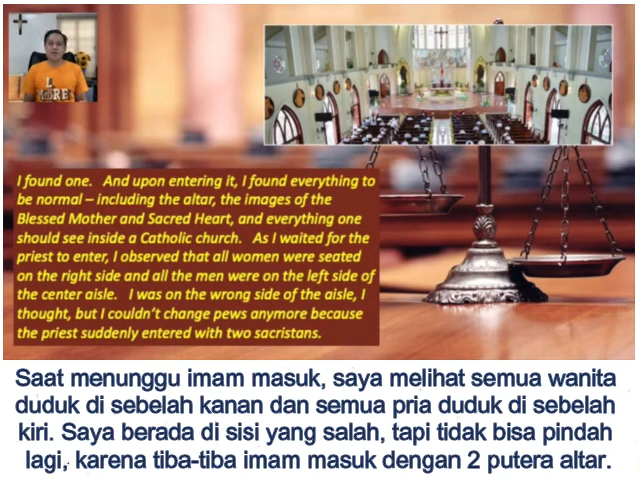 I found one. And upon entering it, I found everything to
be normal – including the altar, the images of the
Blessed Mother and Sacred Heart, and everything one
should see inside a Catholic church. As I waited for the
priest to enter, I observed that all women were seated
on the right side and all the men were on the left side of
the center aisle. I was on the wrong side of the aisle, I
thought, but I couldn't change pews anymore because
the priest suddenly entered with two sacristans.
Saat menunggu imam masuk, saya melihat semua wanita
duduk di sebelah kanan dan semua pria duduk di sebelah
kiri. Saya berada di sisi yang salah, tapi tidak bisa pindah
lagi, karena tiba-tiba imam masuk dengan 2 putera altar.